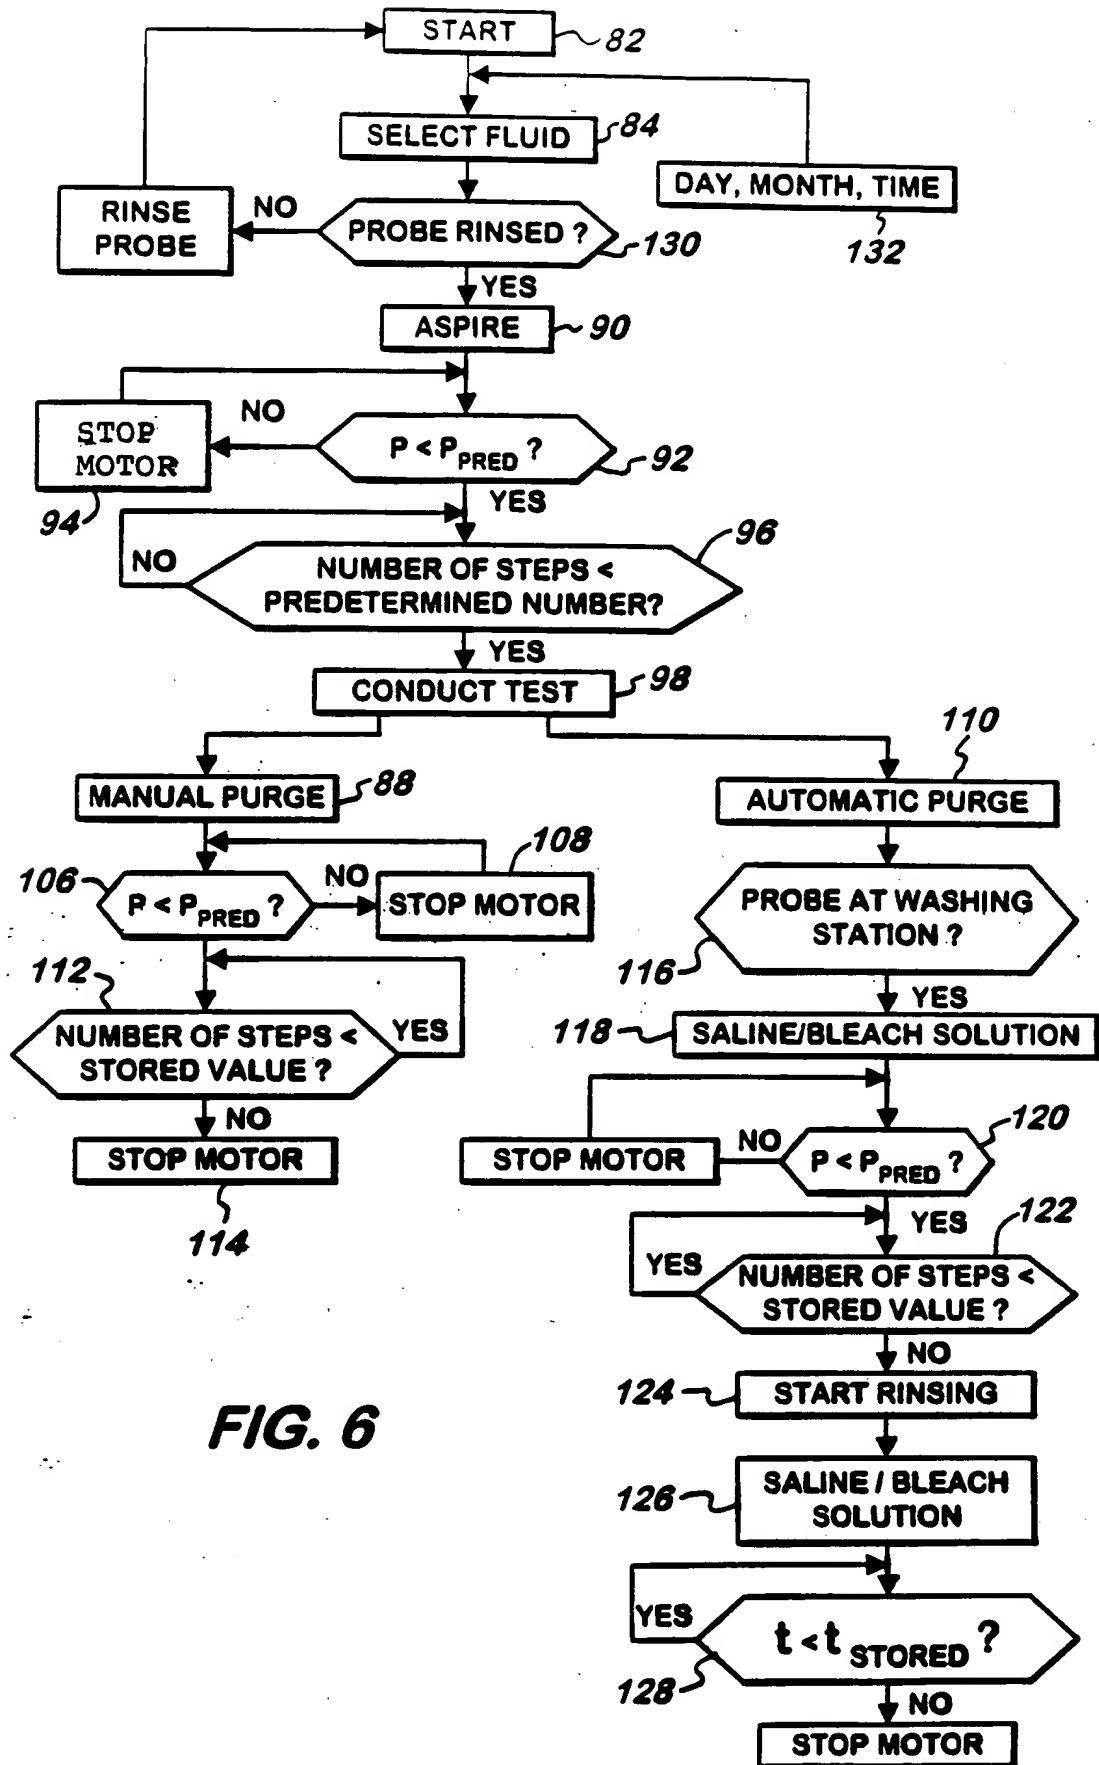 START
82
SELECT FLUID
84
DAY, MONTH, TIME
132
RINSE
PROBE
NO
PROBE RINSED ?
130
YES
ASPIRE
90
STOP
MOTOR
94
NO
P < P PRED ?
92
YES
NO
NUMBER OF STEPS <
PREDETERMINED NUMBER?
96
YES
CONDUCT TEST
98
MANUAL PURGE
88
106
P < P PRED ?
NO
STOP MOTOR
108
112
NUMBER OF STEPS <
STORED VALUE ?
YES
NO
STOP MOTOR
114
110
AUTOMATIC PURGE
PROBE AT WASHING
STATION ?
116
YES
118
SALINE/BLEACH SOLUTION
STOP MOTOR
NO
P < P PRED ?
120
YES
122
YES
NUMBER OF STEPS <
STORED VALUE ?
NO
124
START RINSING
126
SALINE / BLEACH
SOLUTION
YES
t < t STORED ?
128
NO
STOP MOTOR
FIG. 6